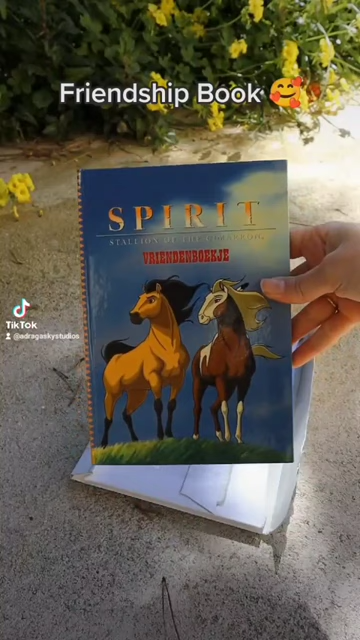 Friendship Book 🥰
SPIRIT
STALLION OF THE CIMARRON
VRIENDENBOEKJE
TikTok
@adragaskystudios